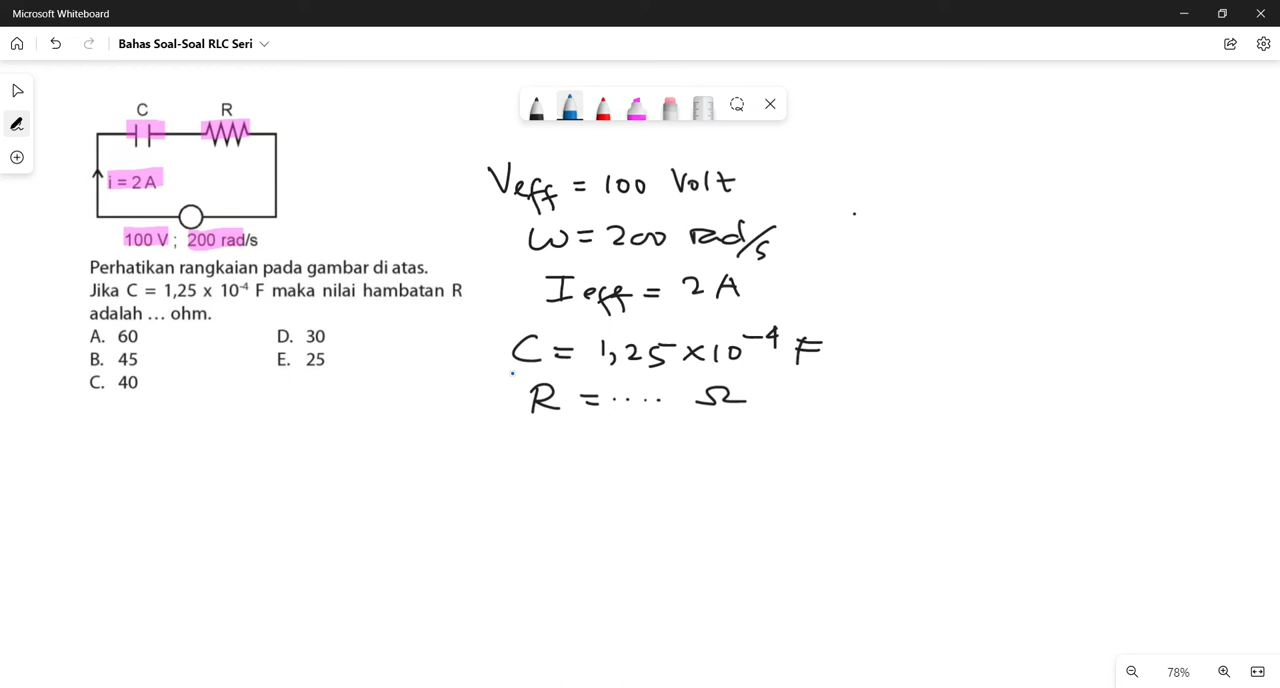 Microsoft Whiteboard
Bahas Soal-Soal RLC Seri
C R
i = 2 A
100 V ; 200 rad/s
Perhatikan rangkaian pada gambar di atas.
Jika C = 1,25 x 10⁻⁴ F maka nilai hambatan R
adalah ... ohm.
A. 60 D. 30
B. 45 E. 25
C. 40
Veff = 100 Volt
ω = 200 rad/s
Ieff = 2 A
C = 1,25 × 10⁻⁴ F
R = .... Ω
78%